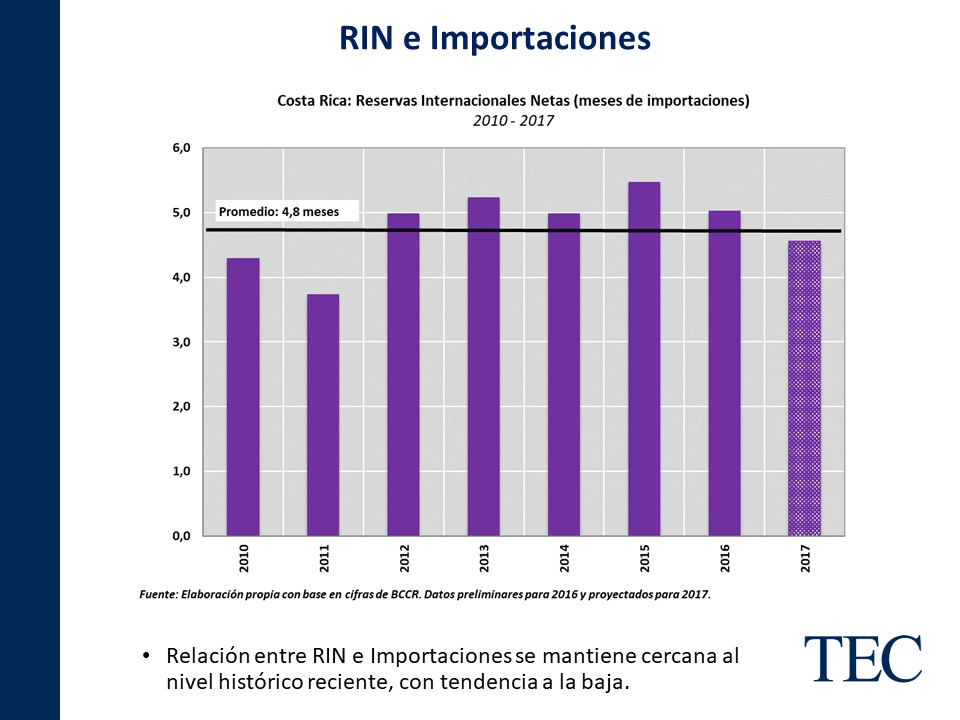 RIN e Importaciones
Costa Rica: Reservas Internacionales Netas (meses de importaciones)
2010 - 2017
6,0
5,0
4,0
3,0
2,0
1,0
0,0
Promedio: 4,8 meses
2010
2011
2012
2013
2014
2015
2016
2017
Fuente: Elaboración propia con base en cifras de BCCR. Datos preliminares para 2016 y proyectados para 2017.
• Relación entre RIN e Importaciones se mantiene cercana al
nivel histórico reciente, con tendencia a la baja.
TEC